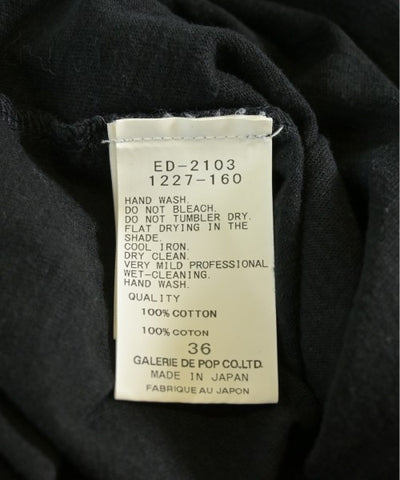 ED-2103
1227-160
HAND WASH.
DO NOT BLEACH.
DO NOT TUMBLER DRY.
FLAT DRYING IN THE
SHADE.
COOL IRON.
DRY CLEAN.
VERY MILD PROFESSIONAL
WET-CLEANING.
HAND WASH.
QUALITY
100% COTTON
100% COTON
36
GALERIE DE POP CO.LTD.
MADE IN JAPAN
FABRIQUE AU JAPON